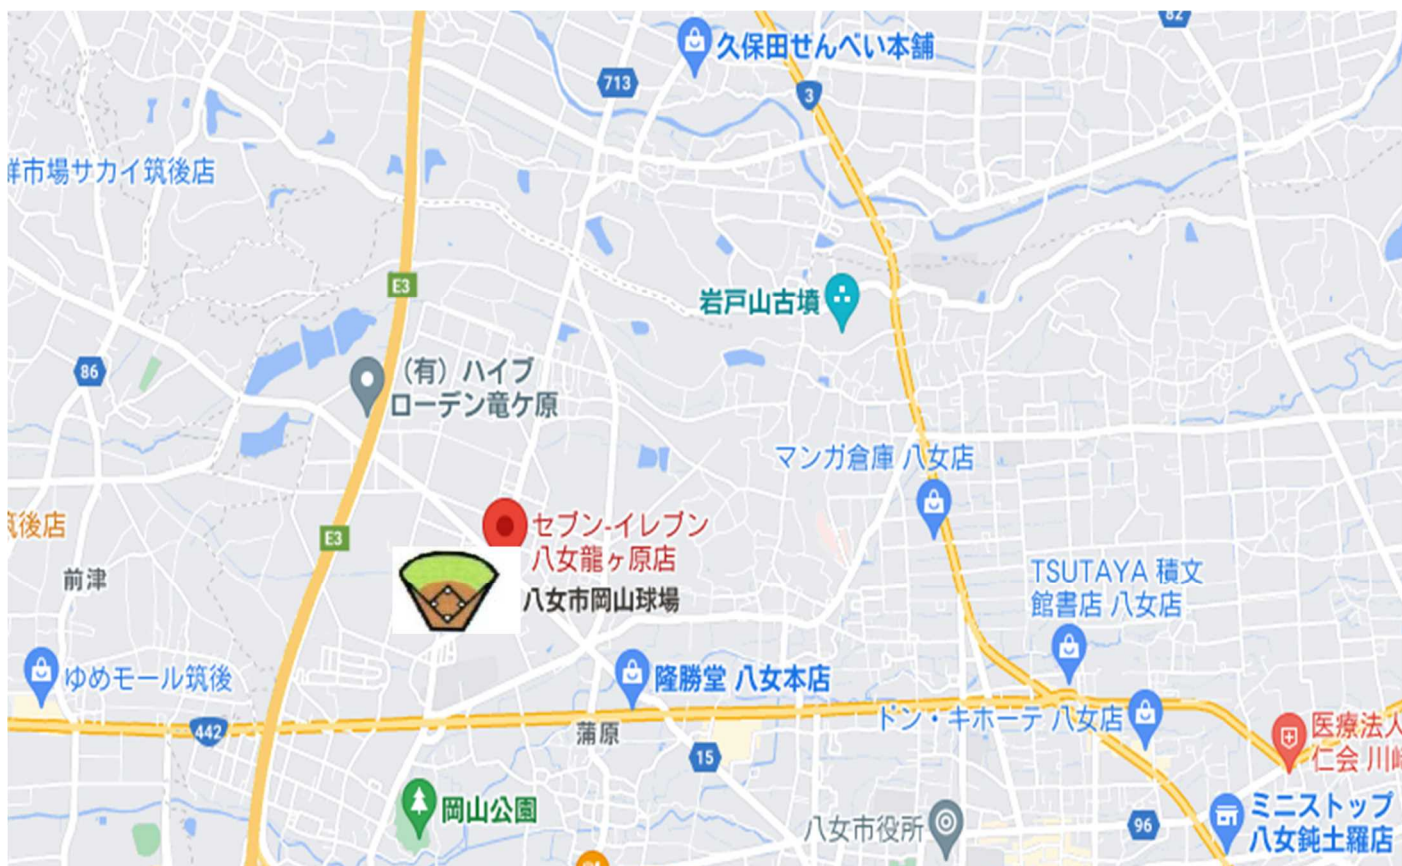 久保田せんべい本舗
82
713
3
鮮市場サカイ筑後店
E3
岩戸山古墳
86
(有)ハイブ
ローデン竜ケ原
マンガ倉庫 八女店
セブン-イレブン
八女龍ヶ原店
筑後店
E3
前津
八女市岡山球場
TSUTAYA 積文
館書店 八女店
ゆめモール筑後
隆勝堂 八女本店
442
蒲原
ドン・キホーテ 八女店
医療法人
仁会 川崎
15
岡山公園
八女市役所
96
ミニストップ
八女鈍土羅店